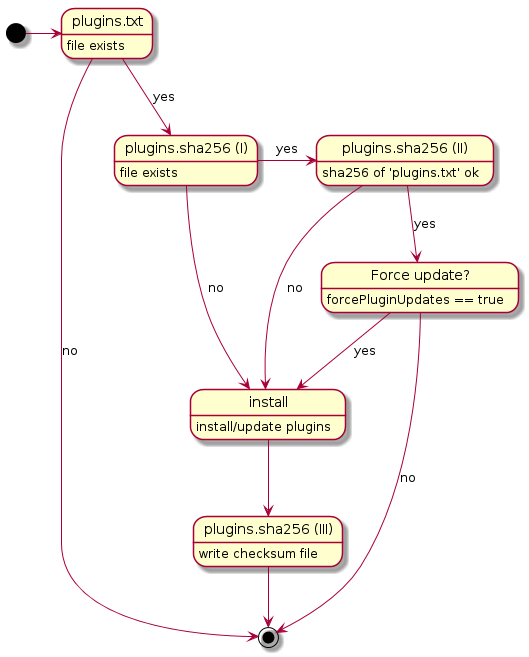 plugins.txt
file exists
yes
plugins.sha256 (I)
file exists
yes
plugins.sha256 (II)
sha256 of 'plugins.txt' ok
yes
no
no
Force update?
forcePluginUpdates == true
no
yes
install
install/update plugins
no
plugins.sha256 (III)
write checksum file